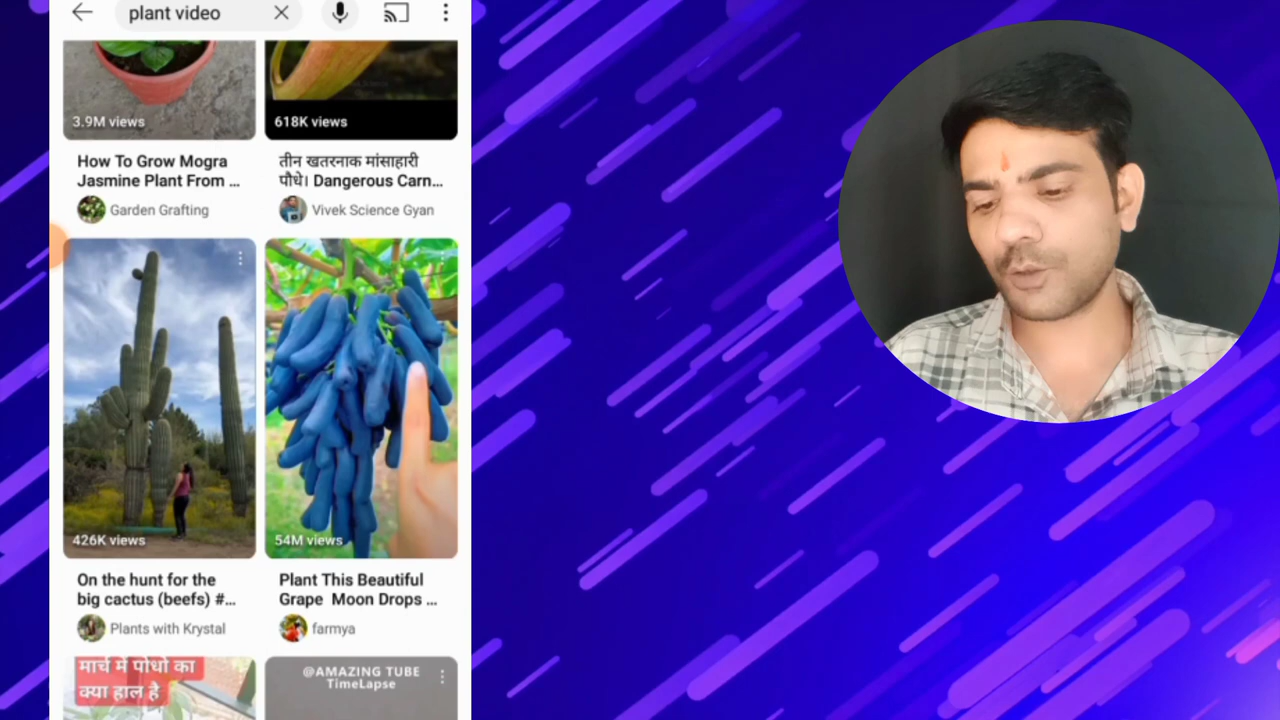 plant video
3.9M views
618K views
How To Grow Mogra
Jasmine Plant From ...
Garden Grafting
तीन खतरनाक मांसाहारी
पौधे। Dangerous Carn...
Vivek Science Gyan
426K views
54M views
On the hunt for the
big cactus (beefs) #...
Plants with Krystal
Plant This Beautiful
Grape Moon Drops ...
farmya
मार्च में पोधो का
क्या हाल है
@AMAZING TUBE
TimeLapse